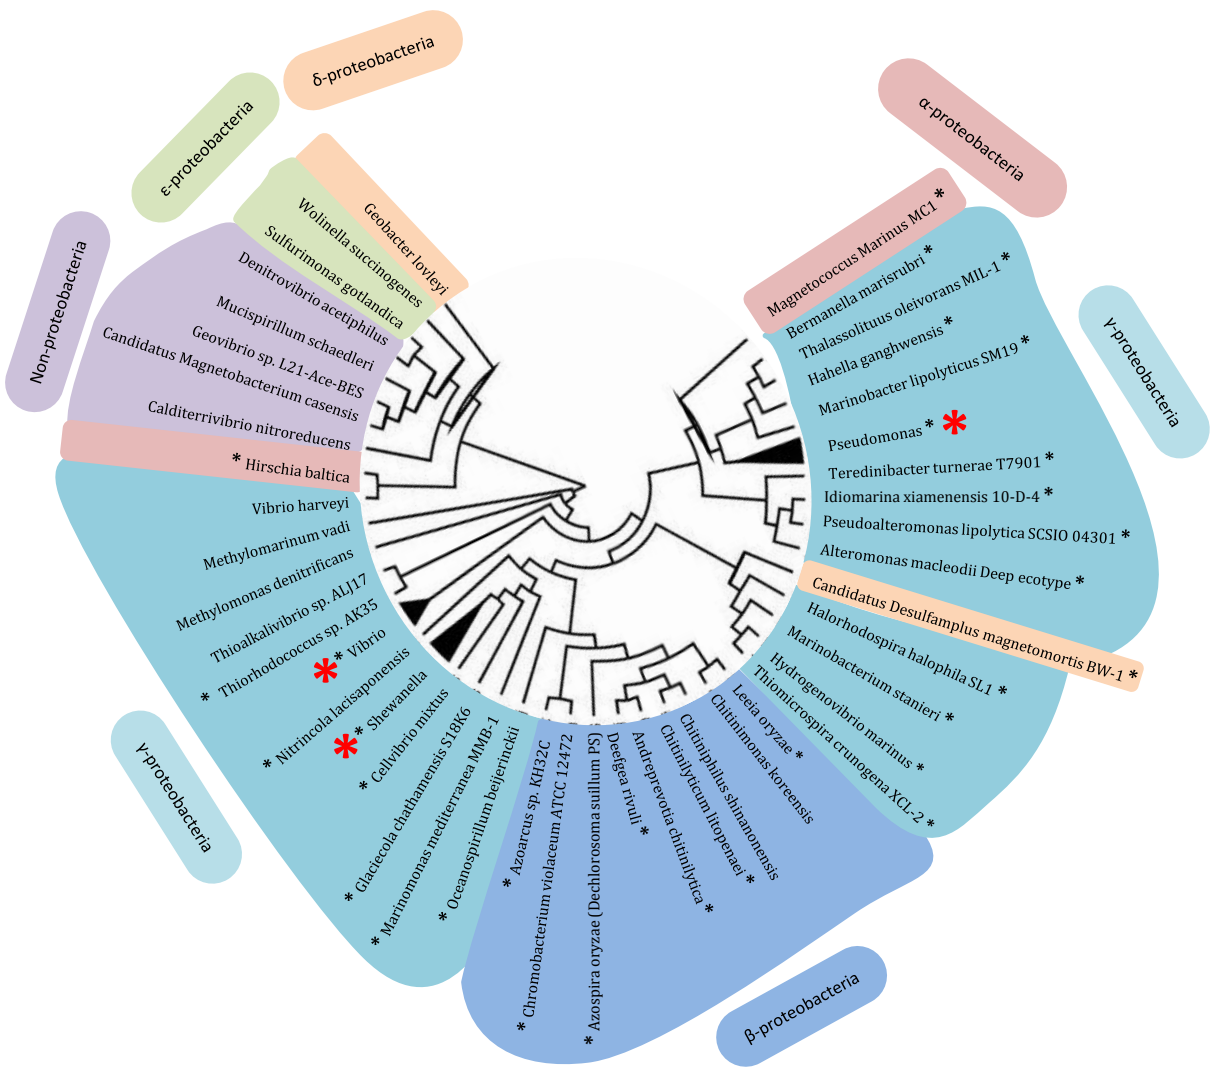 δ-proteobacteria
ε-proteobacteria
Non-proteobacteria
α-proteobacteria
γ-proteobacteria
Geobacter lovleyi
Wolinella succinogenes
Sulfurimonas gotlandica
Denitrovibrio acetiphilus
Mucispirillum schaedleri
Geovibrio sp. L21-Ace-BES
Candidatus Magnetobacterium casensis
Calditerrivibrio nitroreducens
* Hirschia baltica
Vibrio harveyi
Methylomarinum vadi
Methylomonas denitrificans
Thioalkalivibrio sp. ALJ17
* Thiorhodococcus sp. AK35
* * Vibrio
* Nitrincola lacisaponensis
* * Shewanella
* Cellvibrio mixtus
* Glaciecola chathamensis S18K6
* Marinomonas mediterranea MMB-1
* Oceanospirillum beijerinckii
γ-proteobacteria
* Azoarcus sp. KH32C
* Chromobacterium violaceum ATCC 12472
* Azospira oryzae (Dechlorosoma suillum PS)
Deefgea rivuli *
Andreprevotia chitinilytica *
Chitinilyticum litopenaei *
Chitiniphilus shinanonensis
Chitinimonas koreensis
Leeia oryzae *
β-proteobacteria
Thiomicrospira crunogena XCL-2 *
Hydrogenovibrio marinus *
Marinobacterium stanieri *
Halorhodospira halophila SL1 *
Candidatus Desulfamplus magnetomortis BW-1 *
Alteromonas macleodii Deep ecotype *
Pseudoalteromonas lipolytica SCSIO 04301 *
Idiomarina xiamenensis 10-D-4 *
Teredinibacter turnerae T7901 *
Pseudomonas * *
Marinobacter lipolyticus SM19 *
Hahella ganghwensis *
Thalassolituus oleivorans MIL-1 *
Bermanella marisrubri *
Magnetococcus Marinus MC1 *